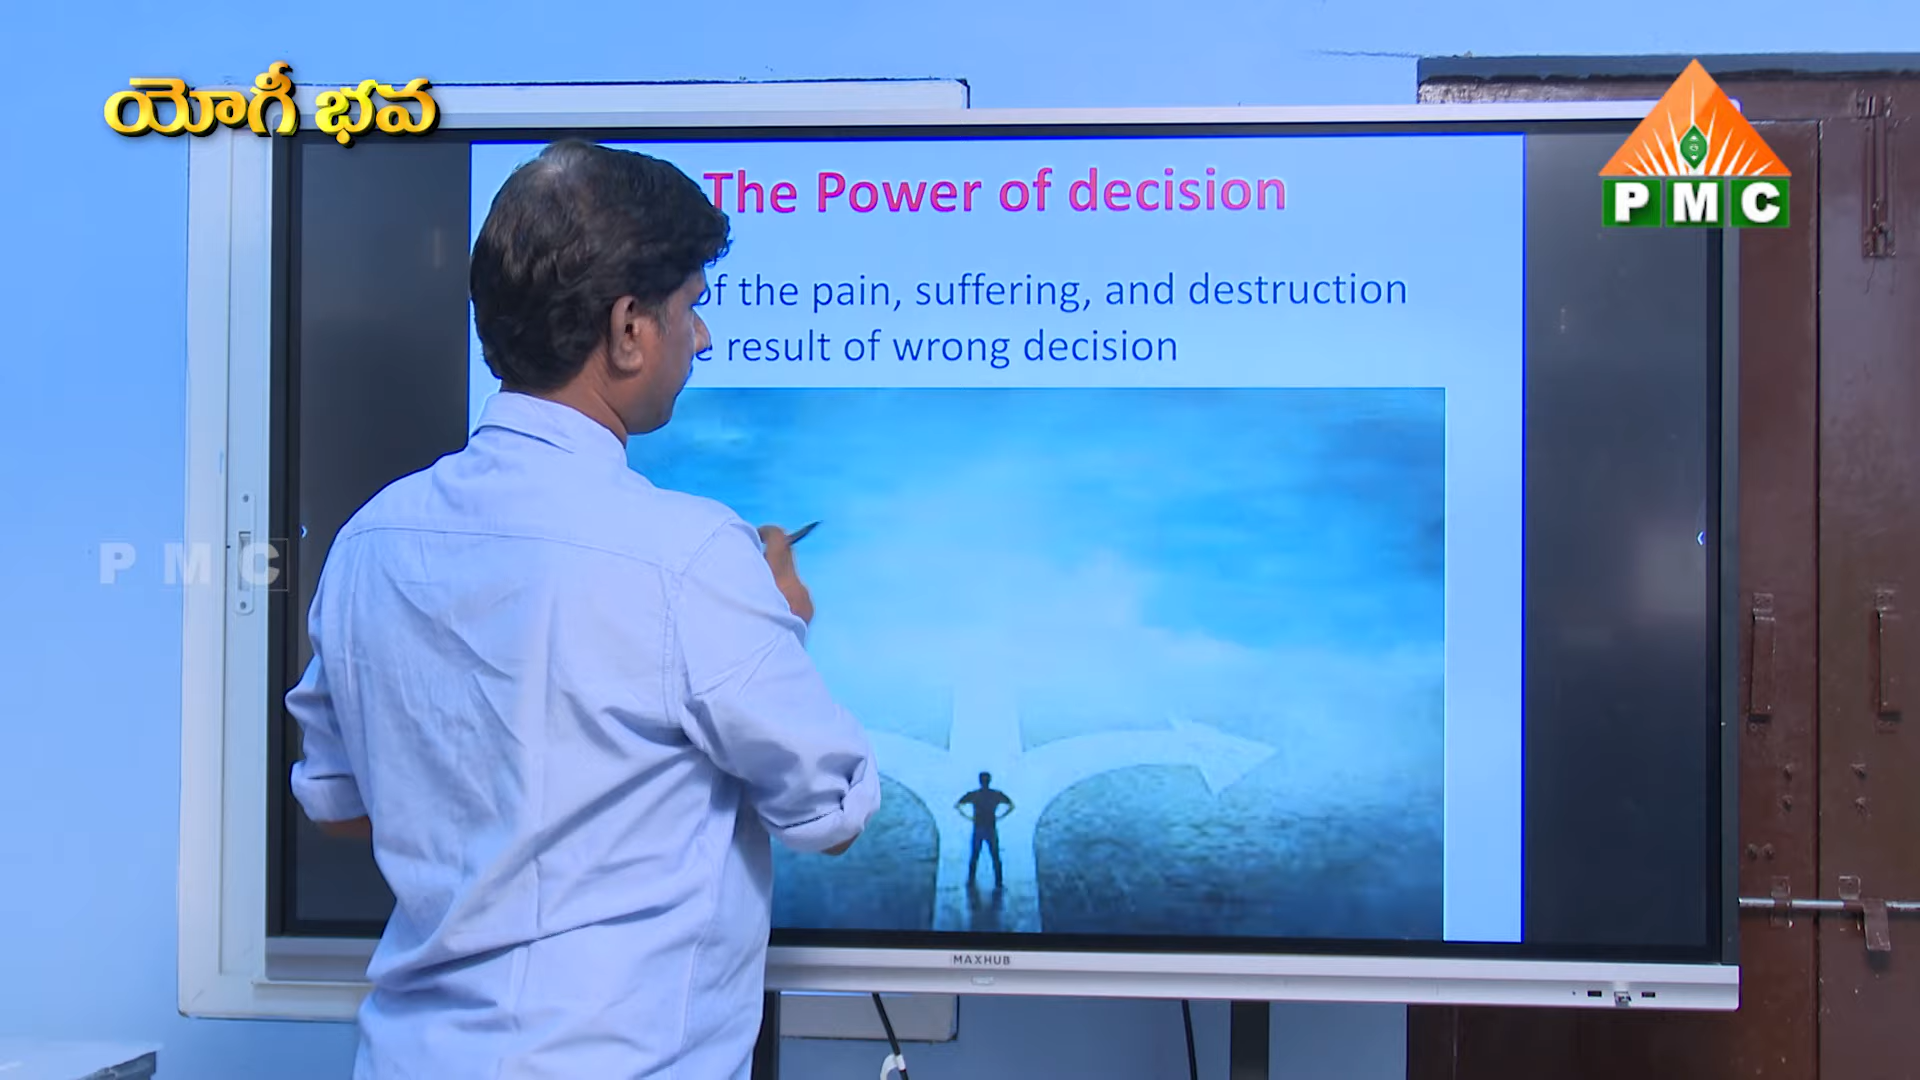 యోగీ భవ
PMC
The Power of decision
of the pain, suffering, and destruction
result of wrong decision
PMC
MAXHUB